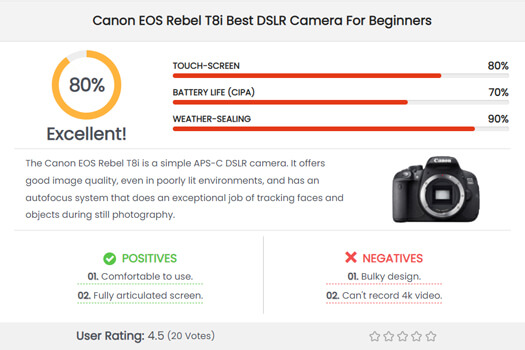 Canon EOS Rebel T8i Best DSLR Camera For Beginners
80%
Excellent!
TOUCH-SCREEN 80%
BATTERY LIFE (CIPA) 70%
WEATHER-SEALING 90%
The Canon EOS Rebel T8i is a simple APS-C DSLR camera. It offers
good image quality, even in poorly lit environments, and has an
autofocus system that does an exceptional job of tracking faces and
objects during still photography.
Canon
POSITIVES
01. Comfortable to use.
02. Fully articulated screen.
NEGATIVES
01. Bulky design.
02. Can't record 4k video.
User Rating: 4.5 (20 Votes)